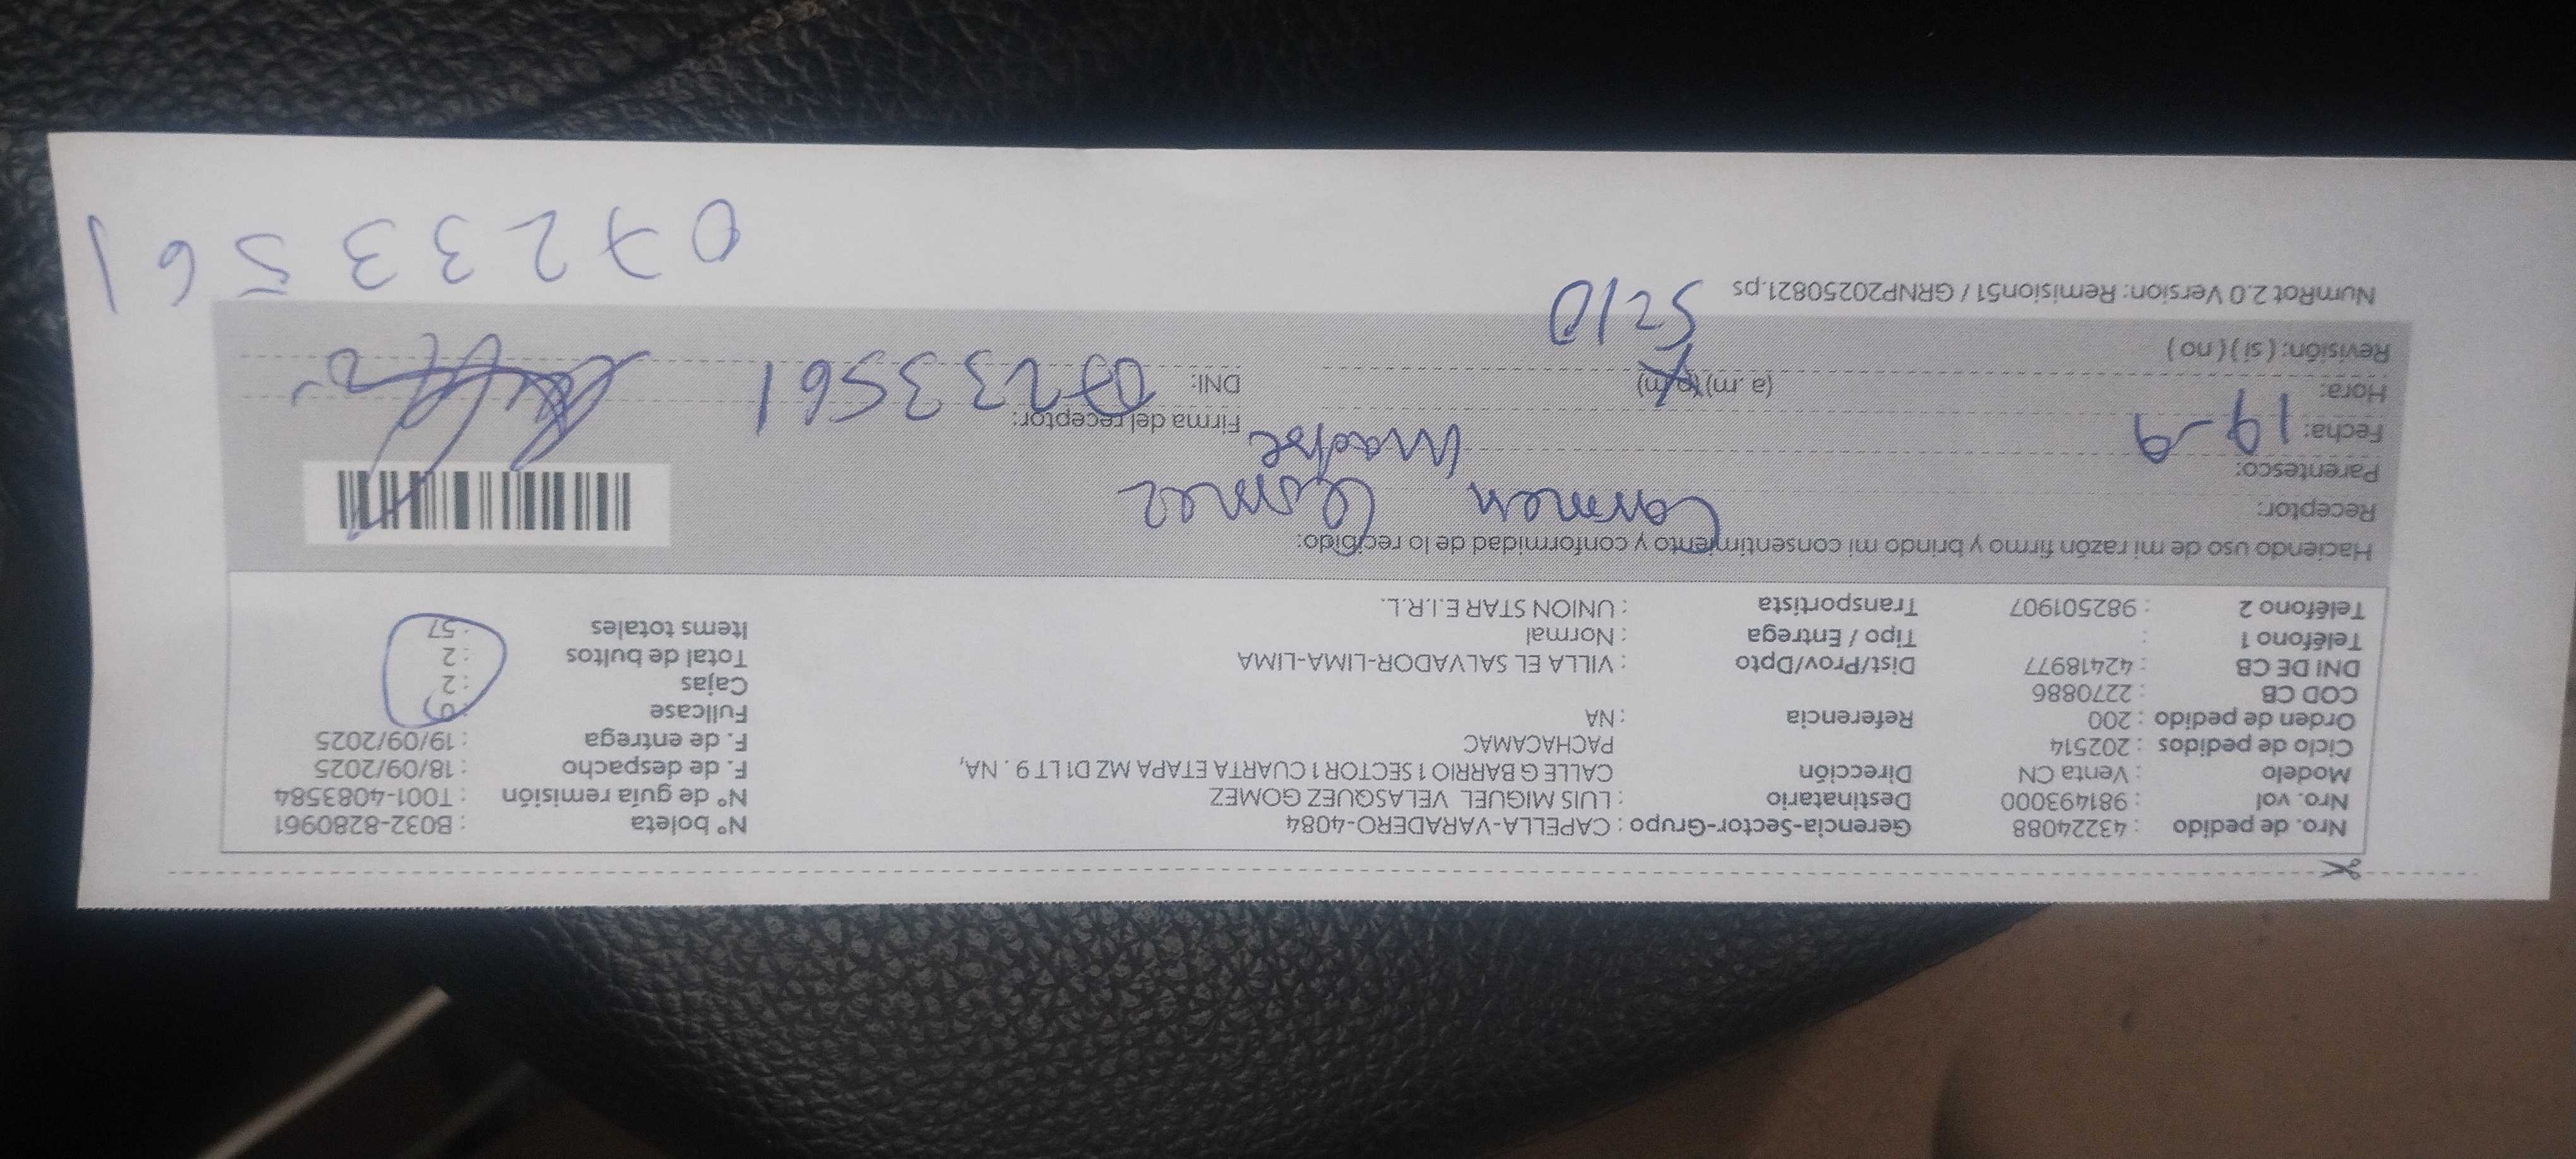 Nro. de pedido : 43224088 Gerencia-Sector-Grupo : CAPELLA-VARADERO-4084 N° boleta : B032-8280961
Nro. vol : 981493000 Destinatario : LUIS MIGUEL VELASQUEZ GOMEZ N° de guía remisión : T001-4083584
Modelo : Venta CN Dirección CALLE G BARRIO 1 SECTOR 1 CUARTA ETAPA MZ D1 LT 9 . NA, F. de despacho : 18/09/2025
Ciclo de pedidos : 202514 PACHACAMAC F. de entrega : 19/09/2025
Orden de pedido : 200 Referencia : NA Fullcase : 0
COD CB : 2270886 Cajas : 2
DNI DE CB : 42418977 Dist/Prov/Dpto : VILLA EL SALVADOR-LIMA-LIMA Total de bultos : 2
Teléfono 1 : Tipo / Entrega : Normal Items totales : 57
Teléfono 2 : 982501907 Transportista : UNION STAR E.I.R.L.
Haciendo uso de mi razón firmo y brindo mi consentimiento y conformidad de lo recibido:
Receptor: Carmen Gomez
Parentesco: Madre
Fecha: 19-9 Firma del receptor:
Hora: (a. m) (p. m) DNI: 07233561
Revisión: ( si ) ( no )
NumRot 2.0 Version: Remision51 / GRNP20250821.ps 5210
07233561